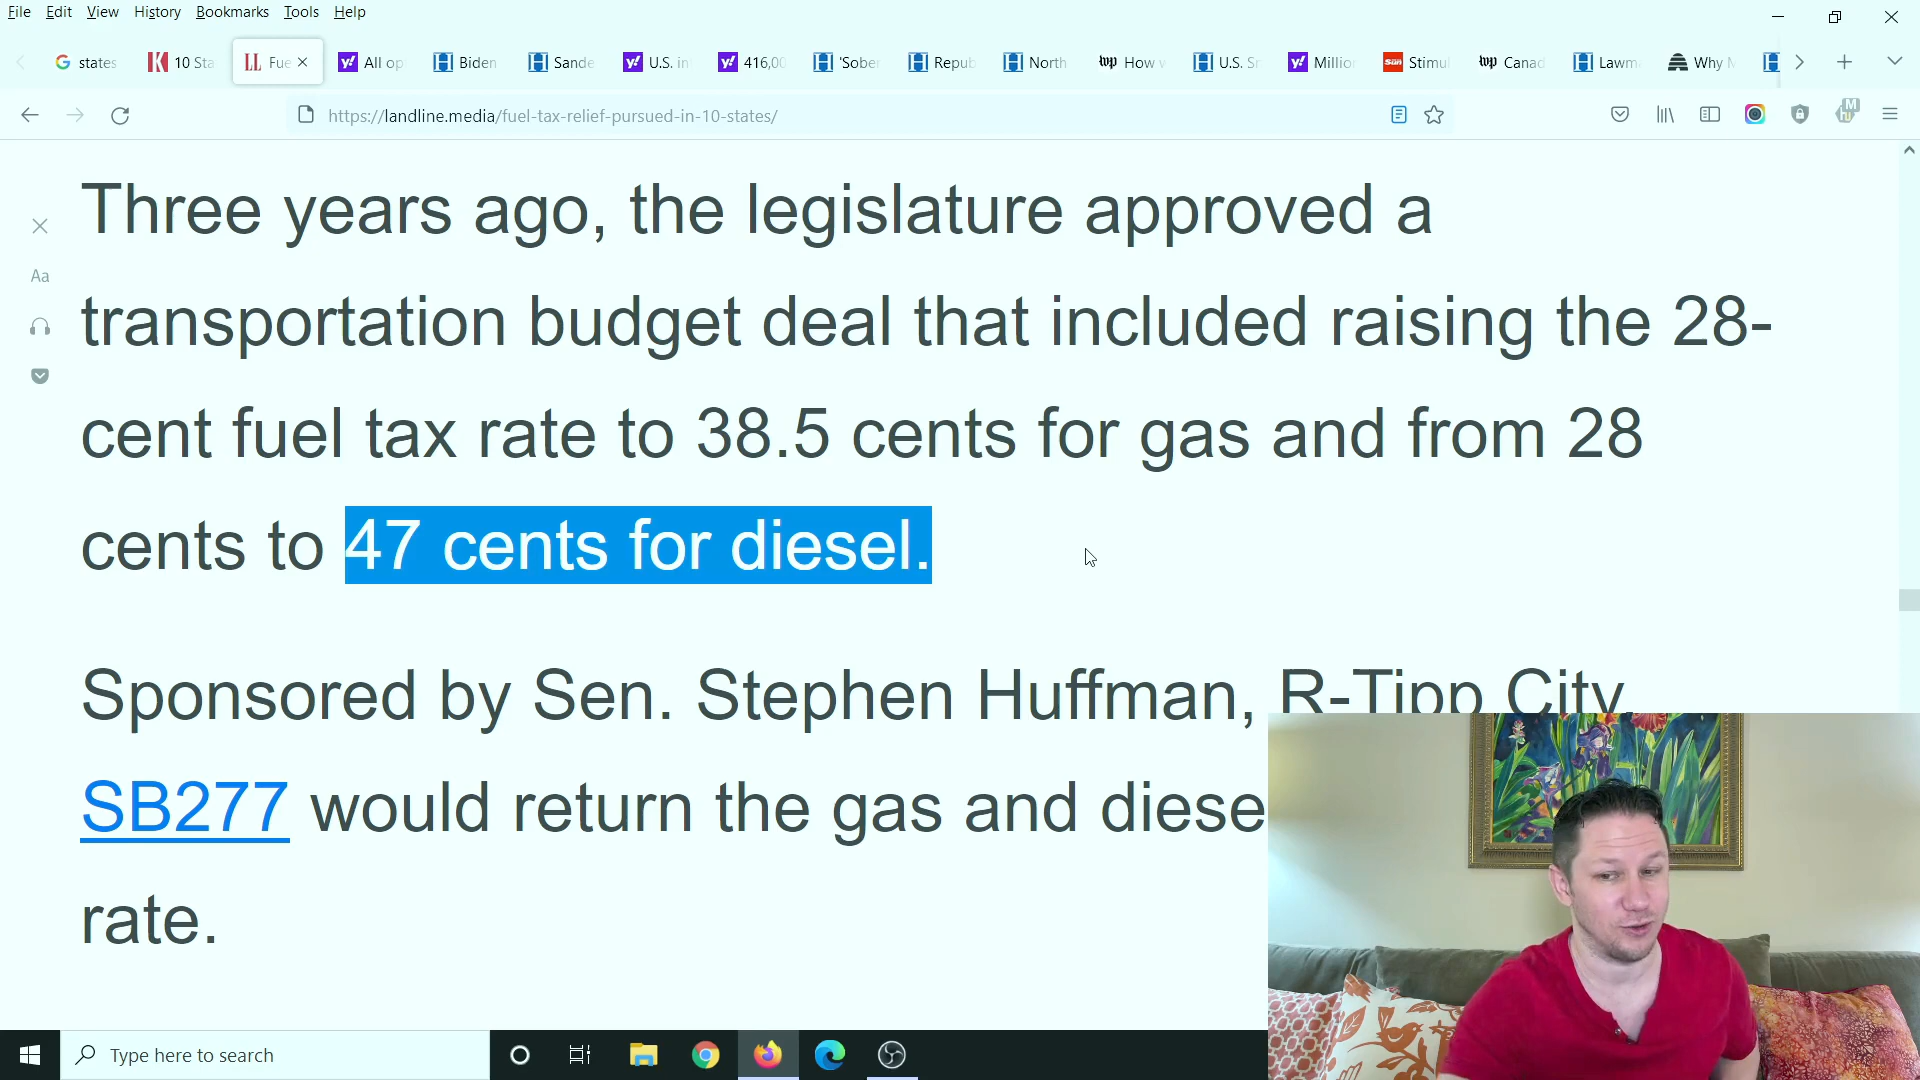 File Edit View History Bookmarks Tools Help
states 10 Sta Fue All op Biden Sande U.S. in 416,00 'Sober Repub North How w U.S. Sr Millio Stimul Canad Lawm Why M
https://landline.media/fuel-tax-relief-pursued-in-10-states/
Three years ago, the legislature approved a
Aa
transportation budget deal that included raising the 28-
cent fuel tax rate to 38.5 cents for gas and from 28
cents to 47 cents for diesel.
Sponsored by Sen. Stephen Huffman, R-Tipp City,
SB277 would return the gas and diese
rate.
Type here to search